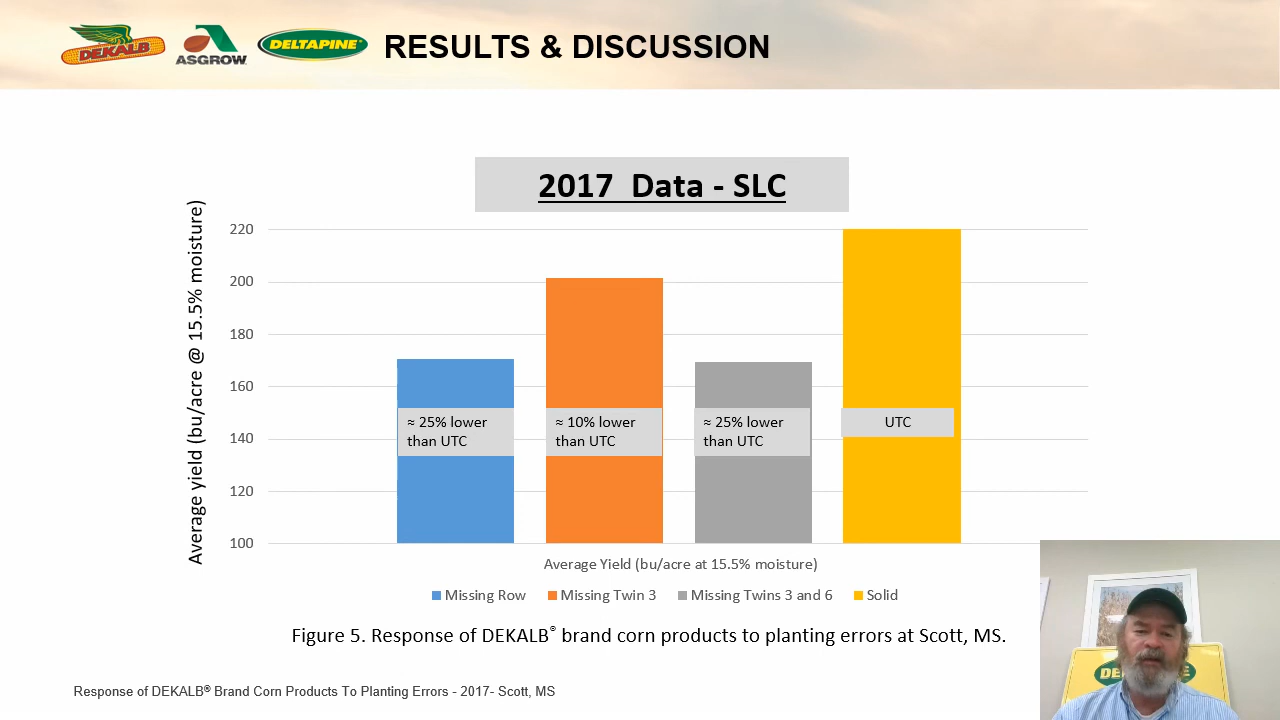 DEKALB
ASGROW
DELTAPINE®
RESULTS & DISCUSSION
2017 Data - SLC
Average yield (bu/acre @ 15.5% moisture)
220
200
180
160
140
120
100
≈ 25% lower
than UTC
≈ 10% lower
than UTC
≈ 25% lower
than UTC
UTC
Average Yield (bu/acre at 15.5% moisture)
Missing Row
Missing Twin 3
Missing Twins 3 and 6
Solid
Figure 5. Response of DEKALB® brand corn products to planting errors at Scott, MS.
Response of DEKALB® Brand Corn Products To Planting Errors - 2017- Scott, MS